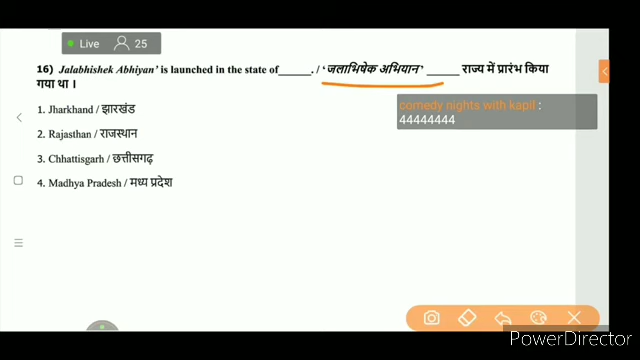 Live 25
16) Jalabhishek Abhiyan’ is launched in the state of______. / ‘जलाभिषेक अभियान’ ______ राज्य में प्रारंभ किया
गया था ।
comedy nights with kapil :
44444444
1. Jharkhand / झारखंड
2. Rajasthan / राजस्थान
3. Chhattisgarh / छत्तीसगढ़
4. Madhya Pradesh / मध्य प्रदेश
PowerDirector